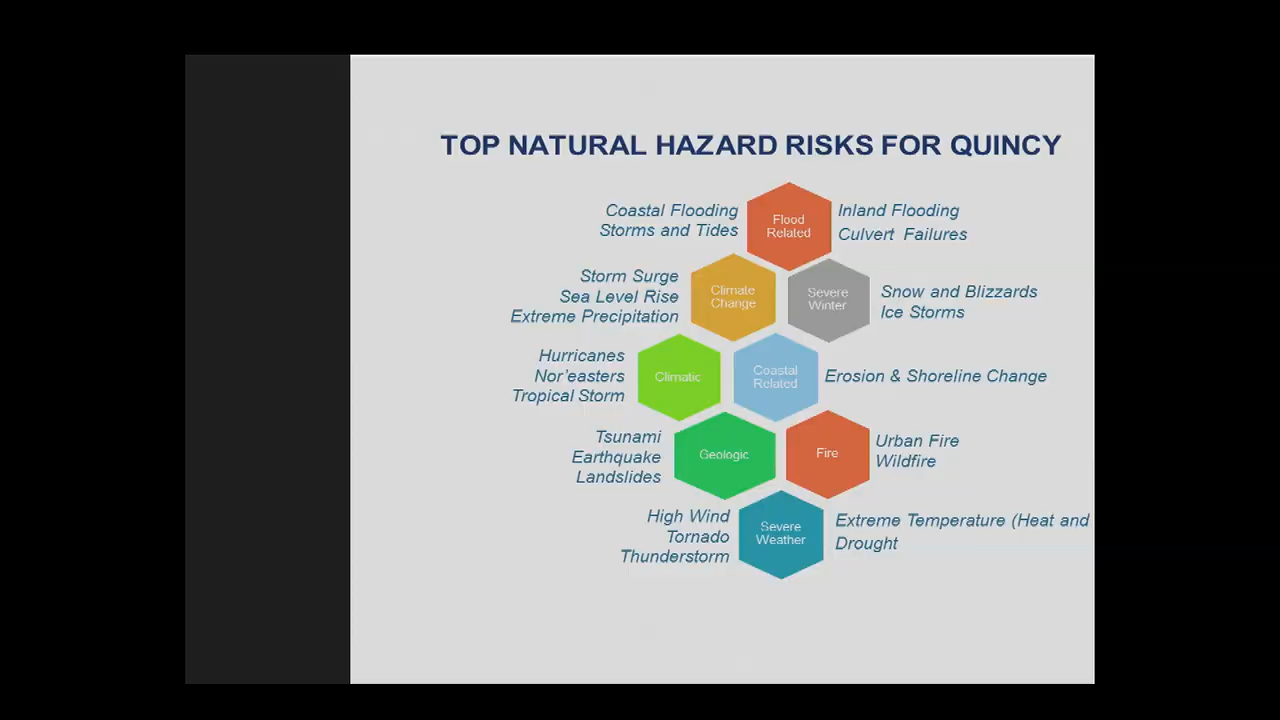 TOP NATURAL HAZARD RISKS FOR QUINCY
Coastal Flooding
Storms and Tides
Flood
Related
Inland Flooding
Culvert Failures
Storm Surge
Sea Level Rise
Extreme Precipitation
Climate
Change
Severe
Winter
Snow and Blizzards
Ice Storms
Hurricanes
Nor'easters
Tropical Storm
Climatic
Coastal
Related
Erosion & Shoreline Change
Tsunami
Earthquake
Landslides
Geologic
Fire
Urban Fire
Wildfire
High Wind
Tornado
Thunderstorm
Severe
Weather
Extreme Temperature (Heat and
Drought